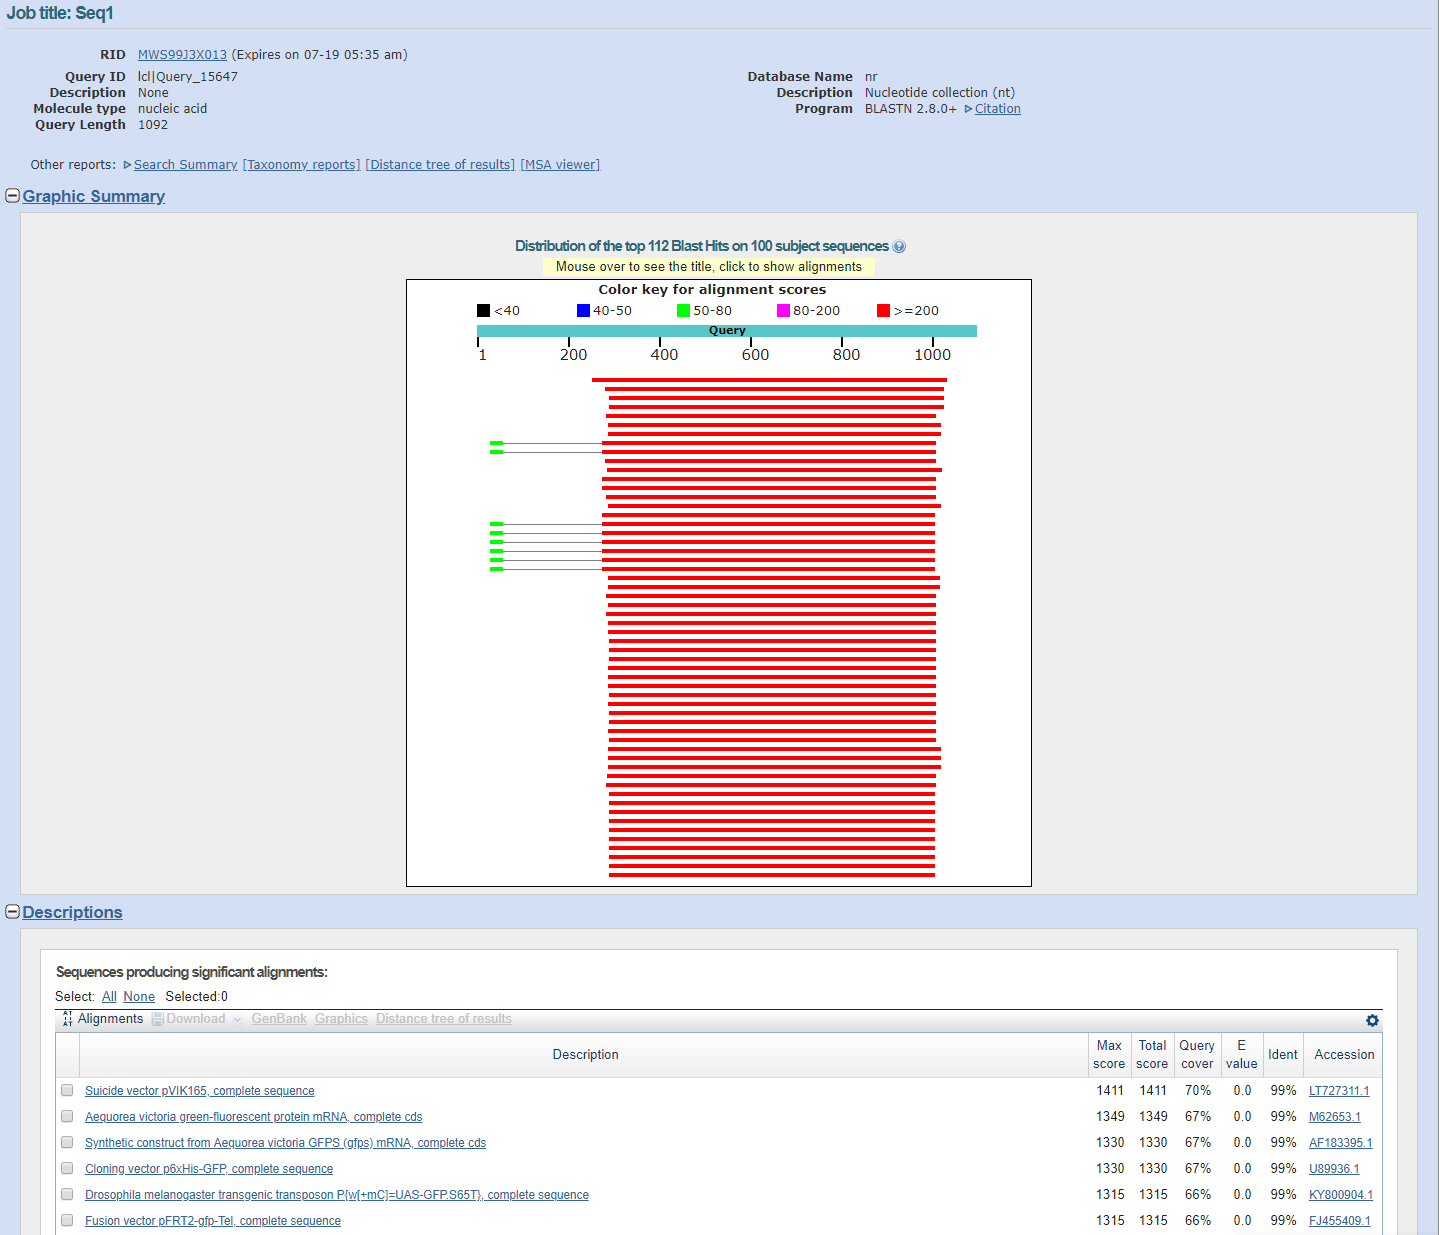 Job title: Seq1
RID MWS99J3X013 (Expires on 07-19 05:35 am)
Query ID lcl|Query_15647
Description None
Molecule type nucleic acid
Query Length 1092
Database Name nr
Description Nucleotide collection (nt)
Program BLASTN 2.8.0+ Citation
Other reports: Search Summary [Taxonomy reports] [Distance tree of results] [MSA viewer]
Graphic Summary
Distribution of the top 112 Blast Hits on 100 subject sequences
Mouse over to see the title, click to show alignments
Color key for alignment scores
<40 40-50 50-80 80-200 >=200
Query
1 200 400 600 800 1000
Descriptions
Sequences producing significant alignments:
Select: All None Selected:0
Alignments Download GenBank Graphics Distance tree of results
Description Max score Total score Query cover E value Ident Accession
Suicide vector pVIK165, complete sequence 1411 1411 70% 0.0 99% LT727311.1
Aequorea victoria green-fluorescent protein mRNA, complete cds 1349 1349 67% 0.0 99% M62653.1
Synthetic construct from Aequorea victoria GFPS (gfps) mRNA, complete cds 1330 1330 67% 0.0 99% AF183395.1
Cloning vector p6xHis-GFP, complete sequence 1330 1330 67% 0.0 99% U89936.1
Drosophila melanogaster transgenic transposon P{w[+mC]=UAS-GFP.S65T}, complete sequence 1315 1315 66% 0.0 99% KY800904.1
Fusion vector pFRT2-gfp-Tel, complete sequence 1315 1315 66% 0.0 99% FJ455409.1